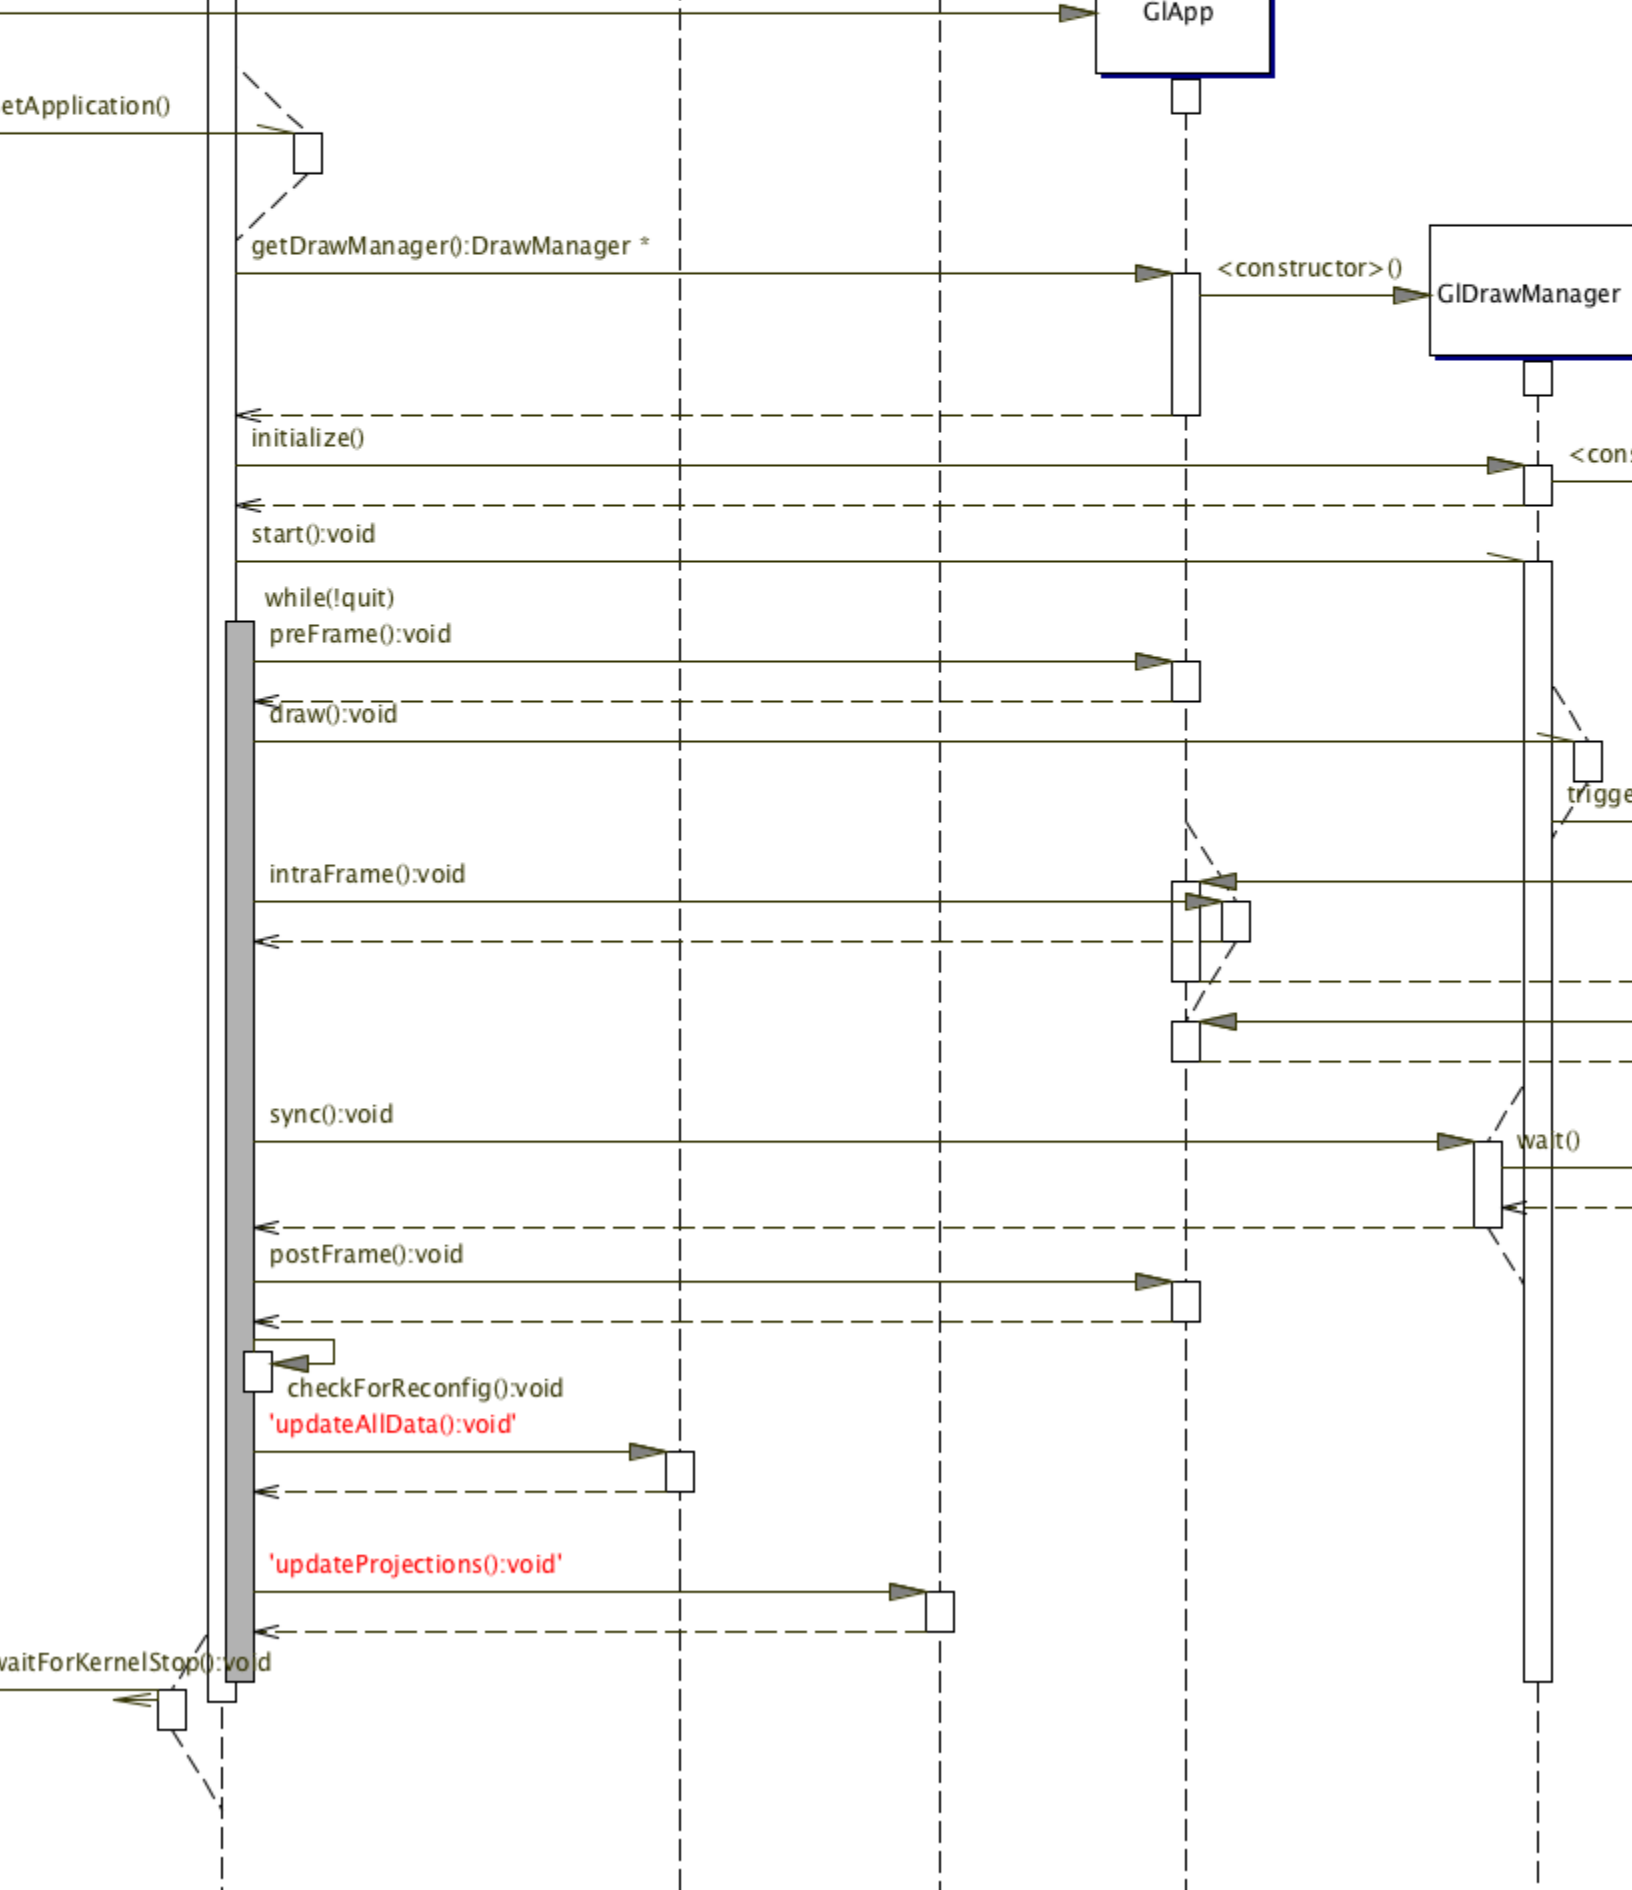 GlApp
etApplication()
getDrawManager():DrawManager *
<constructor>()
GlDrawManager
initialize()
<cons
start():void
while(!quit)
preFrame():void
draw():void
trigge
intraFrame():void
sync():void
wait()
postFrame():void
checkForReconfig():void
'updateAllData():void'
'updateProjections():void'
waitForKernelStop():void